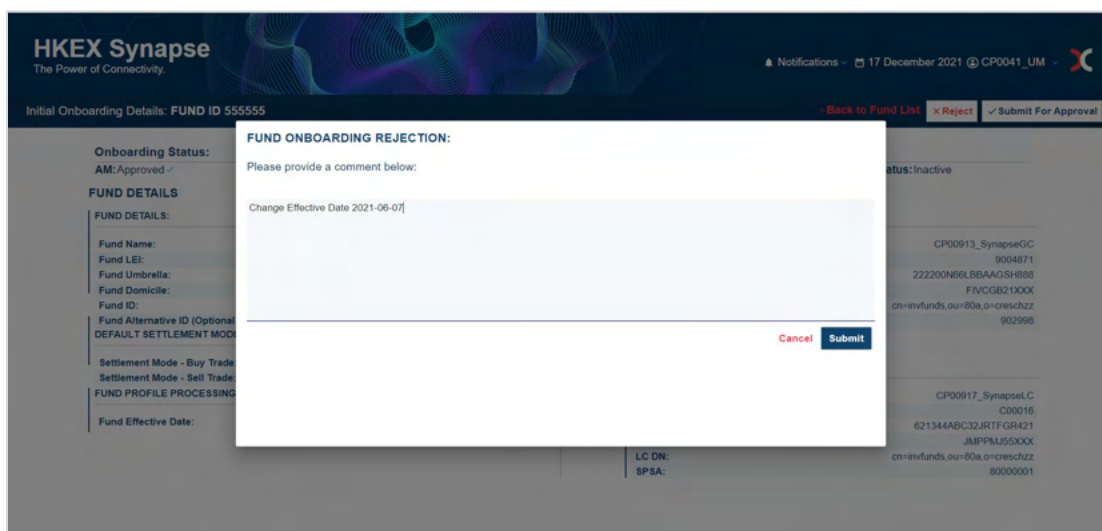 HKEX Synapse
The Power of Connectivity.
Notifications
17 December 2021
CP0041_UM
Initial Onboarding Details: FUND ID 555555
Back to Fund List
Reject
Submit For Approval
Onboarding Status:
AM: Approved
atus: Inactive
FUND DETAILS
FUND DETAILS:
Fund Name:
Fund LEI:
Fund Umbrella:
Fund Domicile:
Fund ID:
Fund Alternative ID (Optional
DEFAULT SETTLEMENT MOD
Settlement Mode - Buy Trade:
Settlement Mode - Sell Trade:
FUND PROFILE PROCESSING
Fund Effective Date:
FUND ONBOARDING REJECTION:
Please provide a comment below:
Change Effective Date 2021-06-07
Cancel
Submit
CP00913_SynapseGC
9004871
222200N66LBBAAGSH888
FIVCGB21XXX
cn=invfunds,ou=80a,o=creschzz
902998
CP00917_SynapseLC
C00016
621344ABC32JRTFGR421
JMPPMJ55XXX
LC DN: cn=invfunds,ou=80a,o=creschzz
SPSA: 80000001